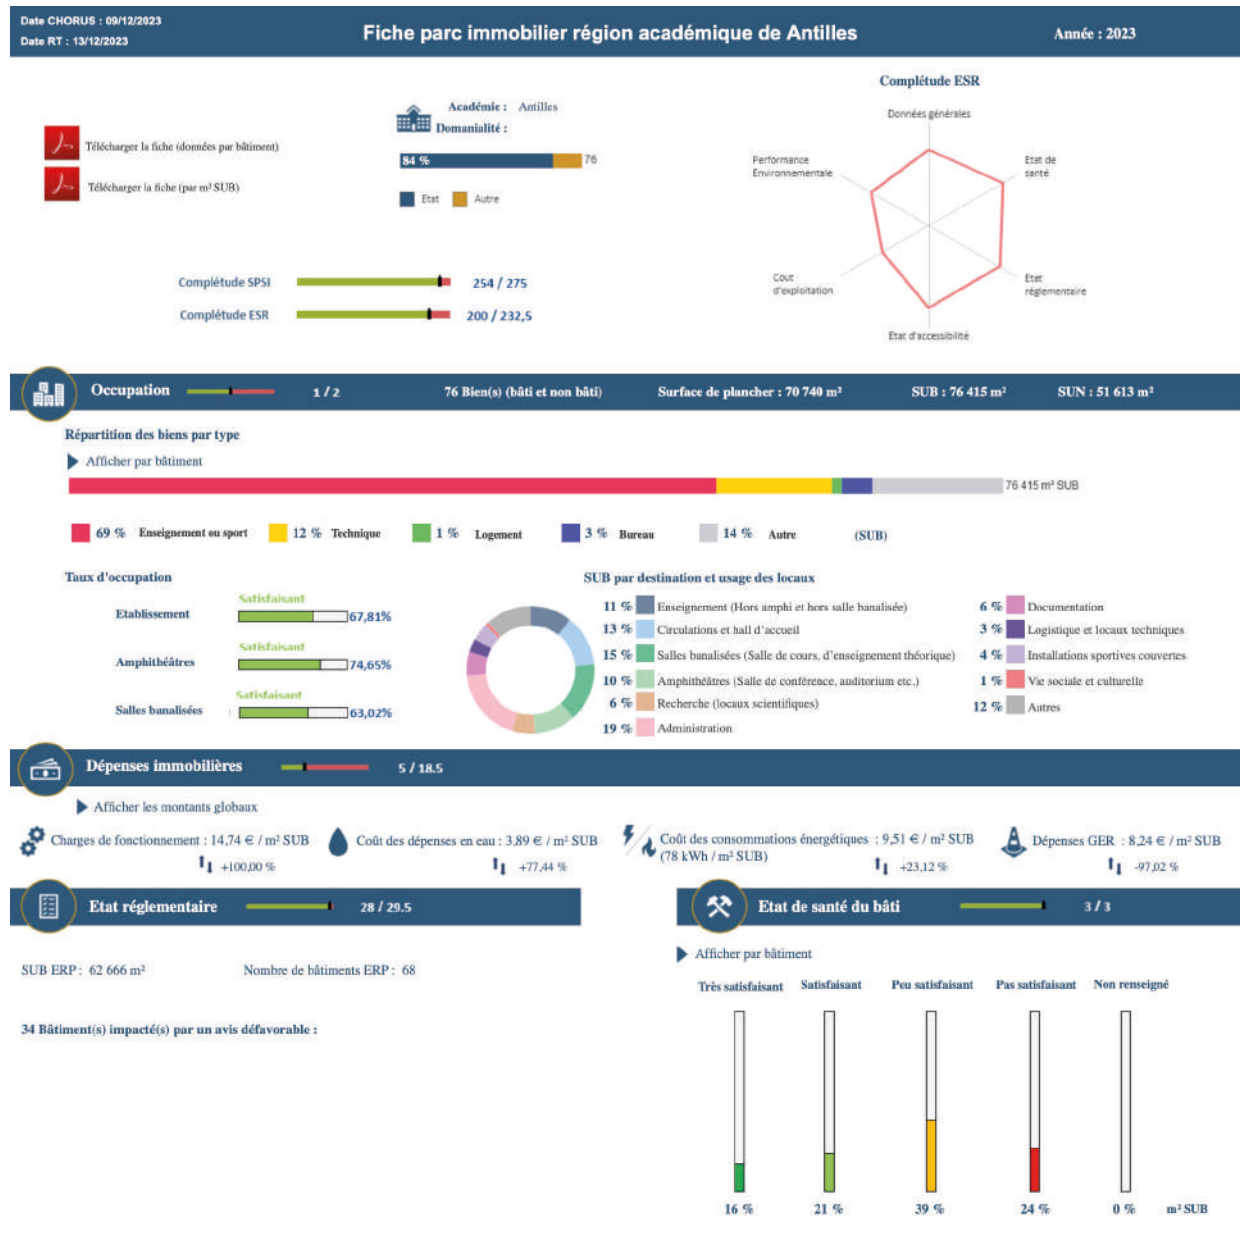 Date CHORUS : 09/12/2023
Date RT : 13/12/2023
Fiche parc immobilier région académique de Antilles
Année : 2023
Complétude ESR
Données générales
Etat de
santé
Etat
réglementaire
Etat d'accessibilité
Cout
d'exploitation
Performance
Environnementale
Télécharger la fiche (données par bâtiment)
Télécharger la fiche (par m² SUB)
Académie : Antilles
Domanialité :
84 % 76
Etat Autre
Complétude SPSI 254 / 275
Complétude ESR 200 / 232,5
Occupation 1 / 2 76 Bien(s) (bâti et non bâti) Surface de plancher : 70 740 m² SUB : 76 415 m² SUN : 51 613 m²
Répartition des biens par type
Afficher par bâtiment
76 415 m² SUB
69 % Enseignement ou sport 12 % Technique 1 % Logement 3 % Bureau 14 % Autre (SUB)
Taux d'occupation
Satisfaisant
Etablissement 67,81%
Satisfaisant
Amphithéâtres 74,65%
Satisfaisant
Salles banalisées 63,02%
SUB par destination et usage des locaux
11 % Enseignement (Hors amphi et hors salle banalisée)
13 % Circulations et hall d'accueil
15 % Salles banalisées (Salle de cours, d'enseignement théorique)
10 % Amphithéâtres (Salle de conférence, auditorium etc.)
6 % Recherche (locaux scientifiques)
19 % Administration
6 % Documentation
3 % Logistique et locaux techniques
4 % Installations sportives couvertes
1 % Vie sociale et culturelle
12 % Autres
Dépenses immobilières 5 / 18.5
Afficher les montants globaux
Charges de fonctionnement : 14,74 € / m² SUB
+100,00 %
Coût des dépenses en eau : 3,89 € / m² SUB
+77,44 %
Coût des consommations énergétiques : 9,51 € / m² SUB
(78 kWh / m² SUB)
+23,12 %
Dépenses GER : 8,24 € / m² SUB
-97,02 %
Etat réglementaire 28 / 29.5
SUB ERP : 62 666 m² Nombre de bâtiments ERP : 68
34 Bâtiment(s) impacté(s) par un avis défavorable :
Etat de santé du bâti 3 / 3
Afficher par bâtiment
Très satisfaisant Satisfaisant Peu satisfaisant Pas satisfaisant Non renseigné
16 % 21 % 39 % 24 % 0 % m² SUB